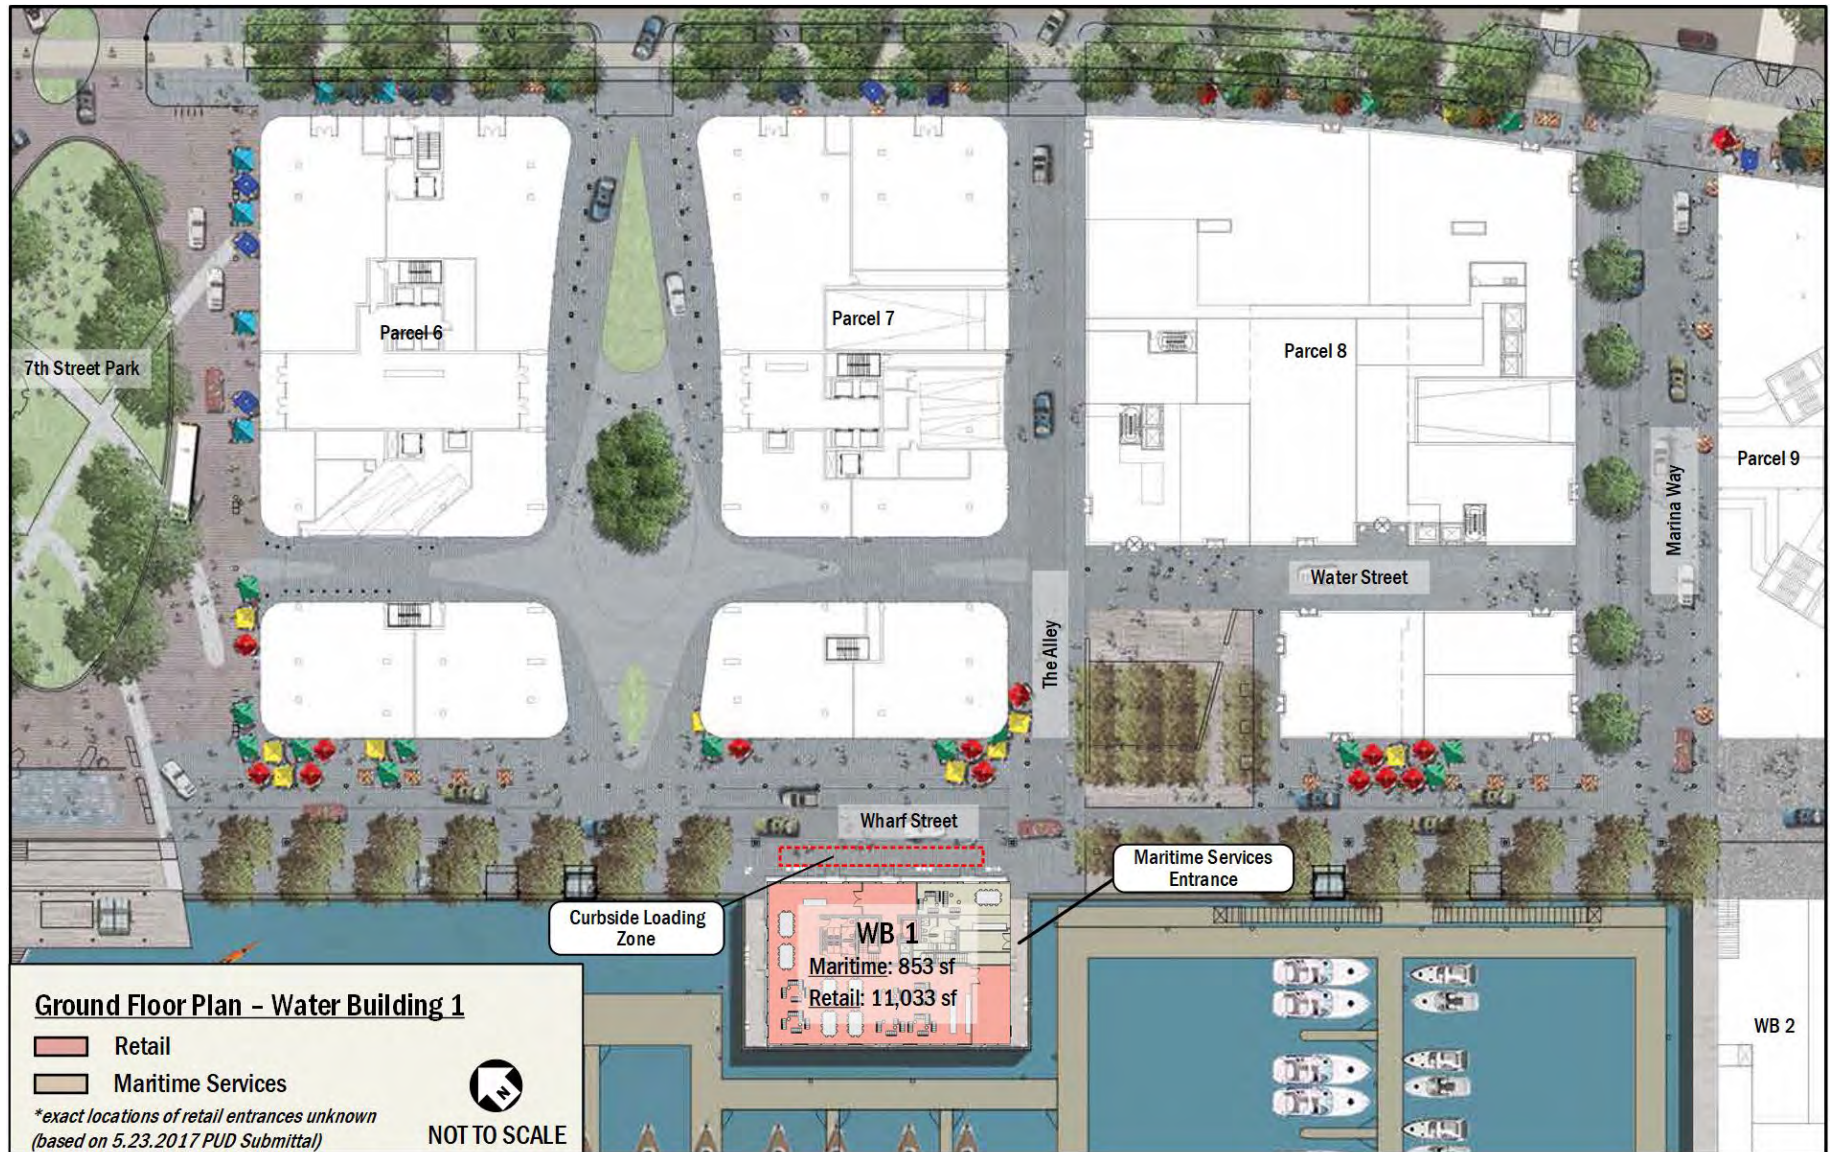 Parcel 6
Parcel 7
Parcel 8
7th Street Park
Parcel 9
Marina Way
Water Street
The Alley
Wharf Street
Maritime Services
Entrance
Curbside Loading
Zone
WB 1
Maritime: 853 sf
Retail: 11,033 sf
WB 2
Ground Floor Plan – Water Building 1
Retail
Maritime Services
*exact locations of retail entrances unknown
(based on 5.23.2017 PUD Submittal)
N
NOT TO SCALE